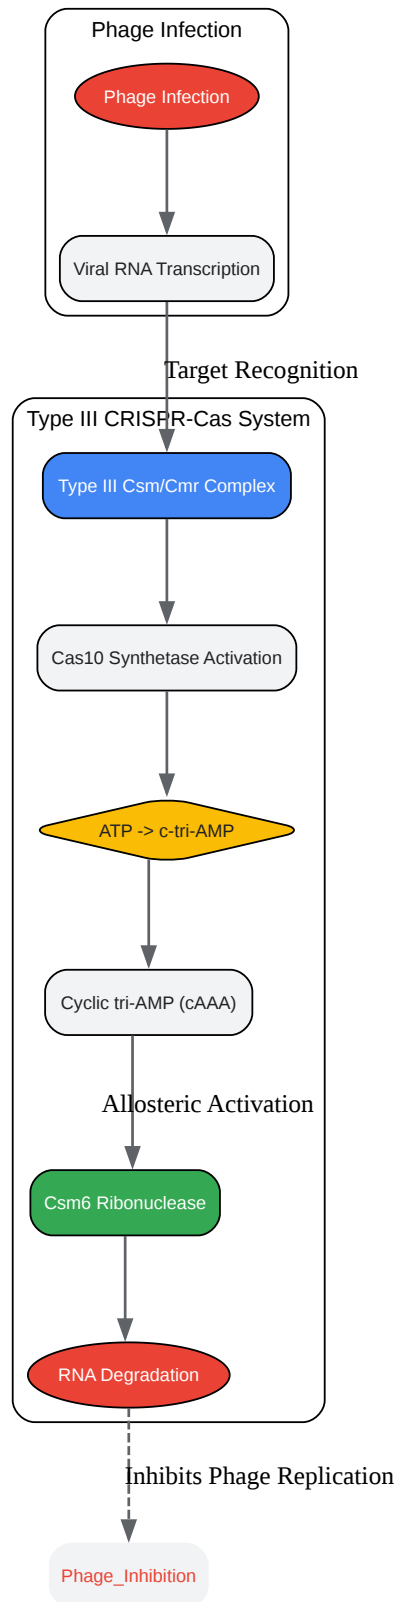 Phage Infection
Phage Infection
Viral RNA Transcription
Target Recognition
Type III CRISPR-Cas System
Type III Csm/Cmr Complex
Cas10 Synthetase Activation
ATP -> c-tri-AMP
Cyclic tri-AMP (cAAA)
Allosteric Activation
Csm6 Ribonuclease
RNA Degradation
Inhibits Phage Replication
Phage_Inhibition